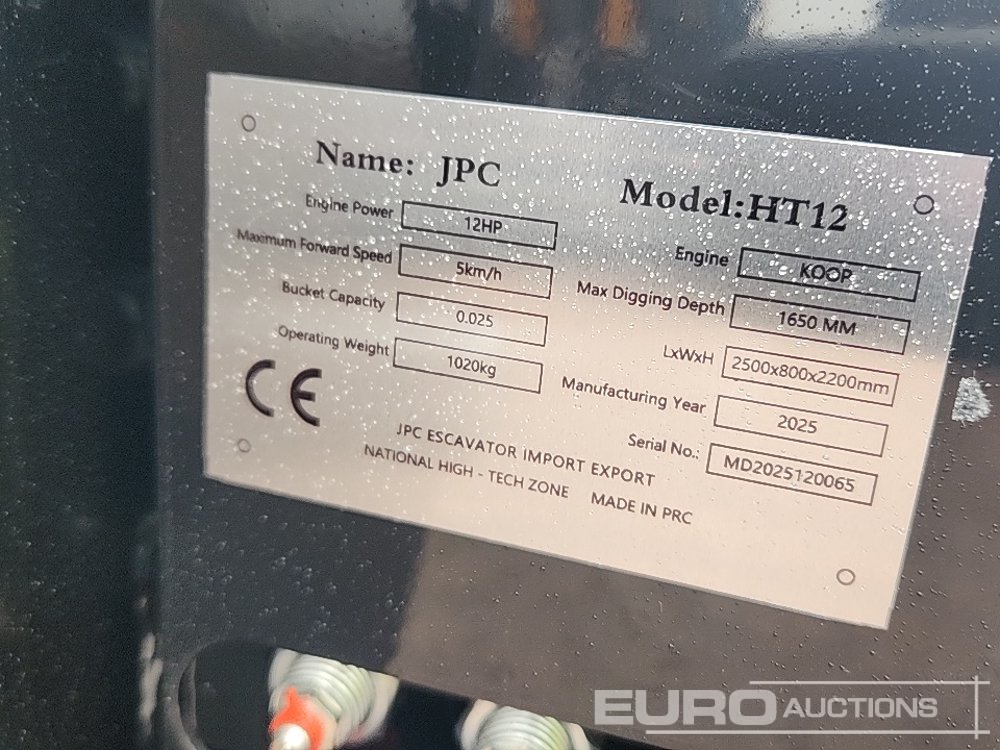 Name: JPC
Model:HT12
Engine Power 12HP
Engine KOOP
Maximum Forward Speed 5km/h
Max Digging Depth 1650 MM
Bucket Capacity 0.025
LxWxH 2500x800x2200mm
Operating Weight 1020kg
Manufacturing Year 2025
Serial No.: MD2025120065
CE
JPC ESCAVATOR IMPORT EXPORT
NATIONAL HIGH - TECH ZONE MADE IN PRC
EURO AUCTIONS